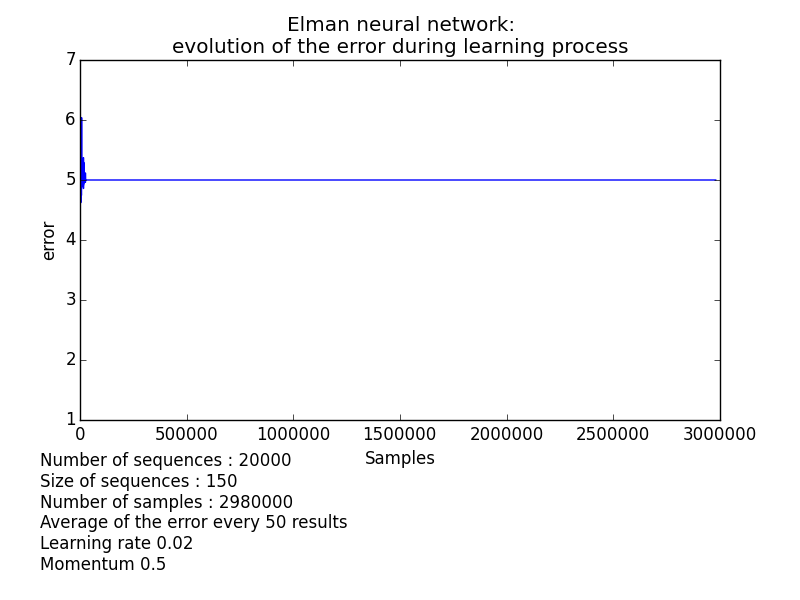 Elman neural network:
evolution of the error during learning process
7
6
5
4
3
2
1
error
0 500000 1000000 1500000 2000000 2500000 3000000
Samples
Number of sequences : 20000
Size of sequences : 150
Number of samples : 2980000
Average of the error every 50 results
Learning rate 0.02
Momentum 0.5